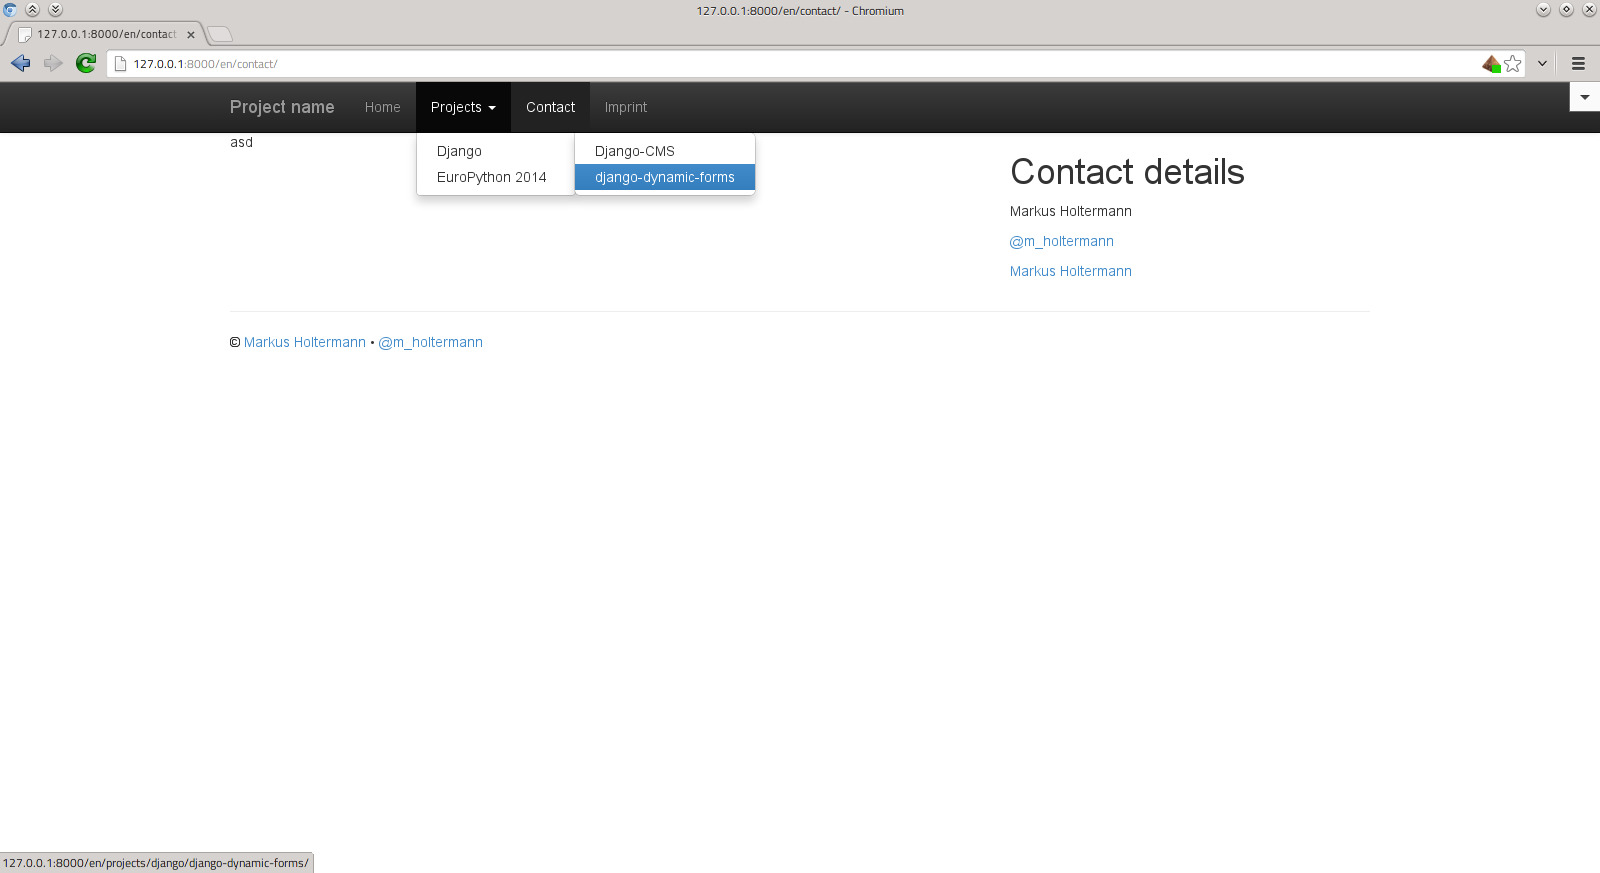 127.0.0.1:8000/en/contact/ - Chromium
127.0.0.1:8000/en/contact
127.0.0.1:8000/en/contact/
Project name Home Projects Contact Imprint
asd
Django
EuroPython 2014
Django-CMS
django-dynamic-forms
Contact details
Markus Holtermann
@m_holtermann
Markus Holtermann
© Markus Holtermann • @m_holtermann
127.0.0.1:8000/en/projects/django/django-dynamic-forms/